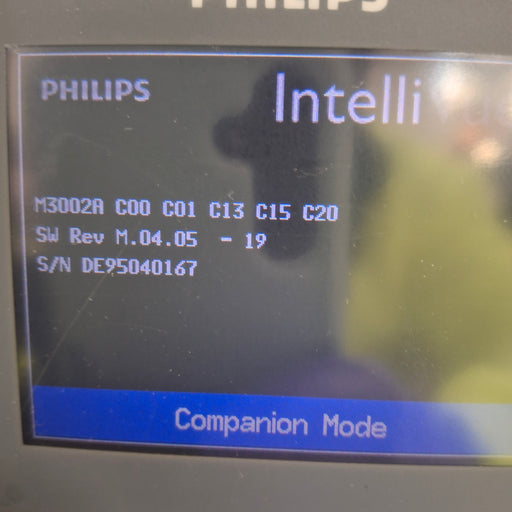 PHILIPS
PHILIPS
Intelli
M3002A C00 C01 C13 C15 C20
SW Rev M.04.05 - 19
S/N DE95040167
Companion Mode